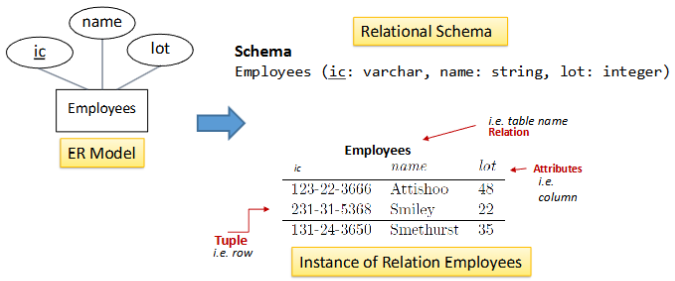 name
ic
lot
Employees
ER Model
Relational Schema
Schema
Employees (ic: varchar, name: string, lot: integer)
i.e. table name
Relation
Employees
ic name lot
123-22-3666 Attishoo 48
231-31-5368 Smiley 22
131-24-3650 Smethurst 35
Attributes
i.e.
column
Tuple
i.e. row
Instance of Relation Employees